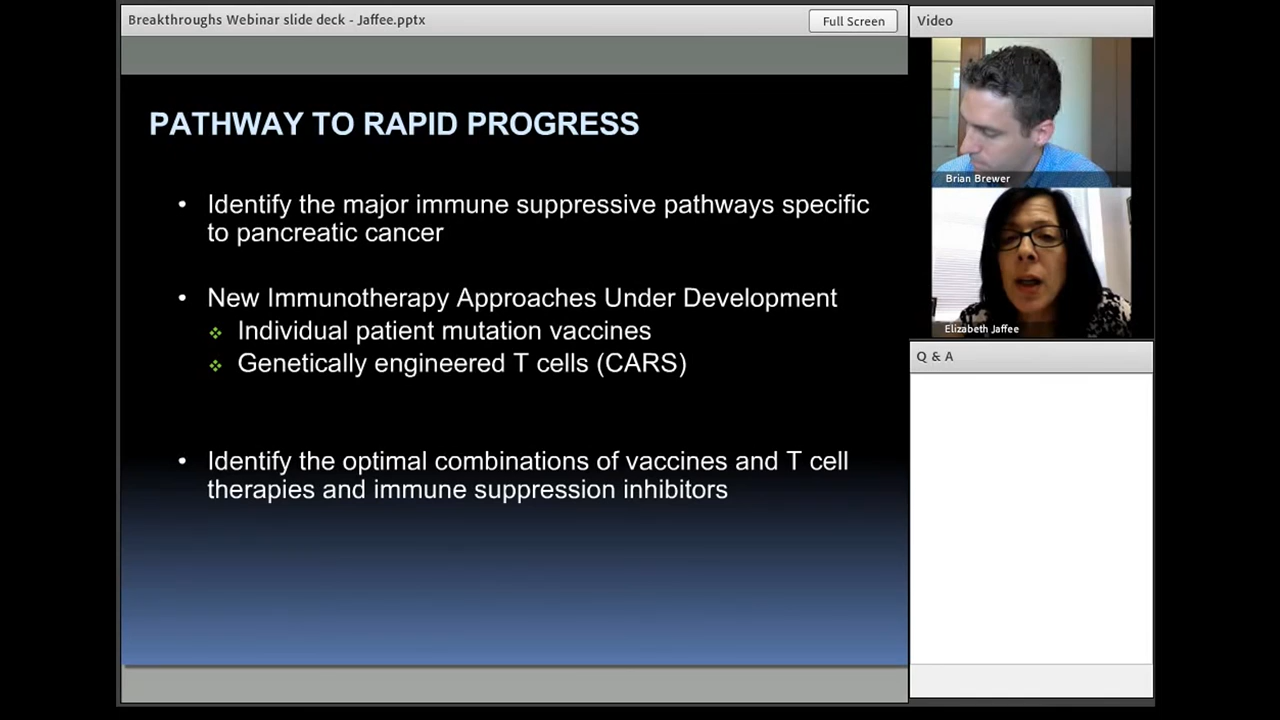 Breakthroughs Webinar slide deck - Jaffee.pptx
Full Screen
Video
PATHWAY TO RAPID PROGRESS
• Identify the major immune suppressive pathways specific
to pancreatic cancer
• New Immunotherapy Approaches Under Development
❖ Individual patient mutation vaccines
❖ Genetically engineered T cells (CARS)
• Identify the optimal combinations of vaccines and T cell
therapies and immune suppression inhibitors
Brian Brewer
Elizabeth Jaffee
Q & A